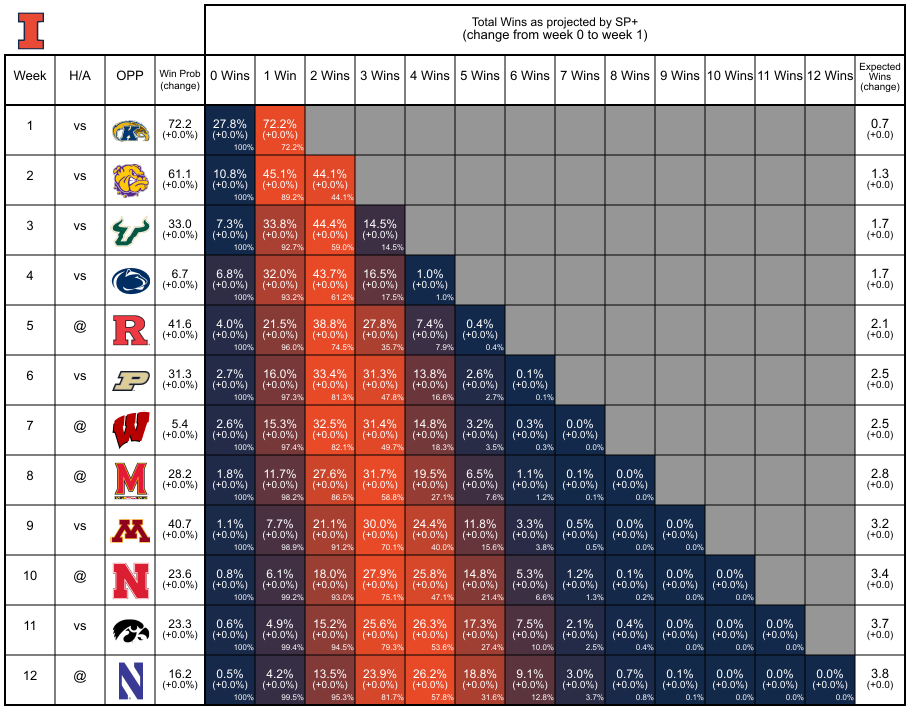 I
Total Wins as projected by SP+
(change from week 0 to week 1)
Week H/A OPP Win Prob (change) 0 Wins 1 Win 2 Wins 3 Wins 4 Wins 5 Wins 6 Wins 7 Wins 8 Wins 9 Wins 10 Wins 11 Wins 12 Wins Expected Wins (change)
1 vs K 72.2 27.8% 72.2% 0.7
(+0.0%) (+0.0%) (+0.0%) (+0.0)
100% 72.2%
2 vs 61.1 10.8% 45.1% 44.1% 1.3
(+0.0%) (+0.0%) (+0.0%) (+0.0%) (+0.0)
100% 89.2% 44.1%
3 vs 33.0 7.3% 33.8% 44.4% 14.5% 1.7
(+0.0%) (+0.0%) (+0.0%) (+0.0%) (+0.0%) (+0.0)
100% 92.7% 59.0% 14.5%
4 vs 6.7 6.8% 32.0% 43.7% 16.5% 1.0% 1.7
(+0.0%) (+0.0%) (+0.0%) (+0.0%) (+0.0%) (+0.0%) (+0.0)
100% 93.2% 61.2% 17.5% 1.0%
5 @ R 41.6 4.0% 21.5% 38.8% 27.8% 7.4% 0.4% 2.1
(+0.0%) (+0.0%) (+0.0%) (+0.0%) (+0.0%) (+0.0%) (+0.0%) (+0.0)
100% 96.0% 74.5% 35.7% 7.9% 0.4%
6 vs P 31.3 2.7% 16.0% 33.4% 31.3% 13.8% 2.6% 0.1% 2.5
(+0.0%) (+0.0%) (+0.0%) (+0.0%) (+0.0%) (+0.0%) (+0.0%) (+0.0%) (+0.0)
100% 97.3% 81.3% 47.8% 16.6% 2.7% 0.1%
7 @ W 5.4 2.6% 15.3% 32.5% 31.4% 14.8% 3.2% 0.3% 0.0% 2.5
(+0.0%) (+0.0%) (+0.0%) (+0.0%) (+0.0%) (+0.0%) (+0.0%) (+0.0%) (+0.0%) (+0.0)
100% 97.4% 82.1% 49.7% 18.3% 3.5% 0.3% 0.0%
8 @ M 28.2 1.8% 11.7% 27.6% 31.7% 19.5% 6.5% 1.1% 0.1% 0.0% 2.8
(+0.0%) (+0.0%) (+0.0%) (+0.0%) (+0.0%) (+0.0%) (+0.0%) (+0.0%) (+0.0%) (+0.0%) (+0.0)
100% 98.2% 86.5% 58.8% 27.1% 7.6% 1.2% 0.1% 0.0%
9 vs M 40.7 1.1% 7.7% 21.1% 30.0% 24.4% 11.8% 3.3% 0.5% 0.0% 0.0% 3.2
(+0.0%) (+0.0%) (+0.0%) (+0.0%) (+0.0%) (+0.0%) (+0.0%) (+0.0%) (+0.0%) (+0.0%) (+0.0%) (+0.0)
100% 98.9% 91.2% 70.1% 40.0% 15.6% 3.8% 0.5% 0.0% 0.0%
10 @ N 23.6 0.8% 6.1% 18.0% 27.9% 25.8% 14.8% 5.3% 1.2% 0.1% 0.0% 0.0% 3.4
(+0.0%) (+0.0%) (+0.0%) (+0.0%) (+0.0%) (+0.0%) (+0.0%) (+0.0%) (+0.0%) (+0.0%) (+0.0%) (+0.0%) (+0.0)
100% 99.2% 93.0% 75.1% 47.1% 21.4% 6.6% 1.3% 0.2% 0.0% 0.0%
11 vs 23.3 0.6% 4.9% 15.2% 25.6% 26.3% 17.3% 7.5% 2.1% 0.4% 0.0% 0.0% 0.0% 3.7
(+0.0%) (+0.0%) (+0.0%) (+0.0%) (+0.0%) (+0.0%) (+0.0%) (+0.0%) (+0.0%) (+0.0%) (+0.0%) (+0.0%) (+0.0%) (+0.0)
100% 99.4% 94.5% 79.3% 53.6% 27.4% 10.0% 2.5% 0.4% 0.0% 0.0% 0.0%
12 @ N 16.2 0.5% 4.2% 13.5% 23.9% 26.2% 18.8% 9.1% 3.0% 0.7% 0.1% 0.0% 0.0% 0.0% 3.8
(+0.0%) (+0.0%) (+0.0%) (+0.0%) (+0.0%) (+0.0%) (+0.0%) (+0.0%) (+0.0%) (+0.0%) (+0.0%) (+0.0%) (+0.0%) (+0.0%) (+0.0)
100% 99.5% 95.3% 81.7% 57.8% 31.6% 12.8% 3.7% 0.8% 0.1% 0.0% 0.0% 0.0%